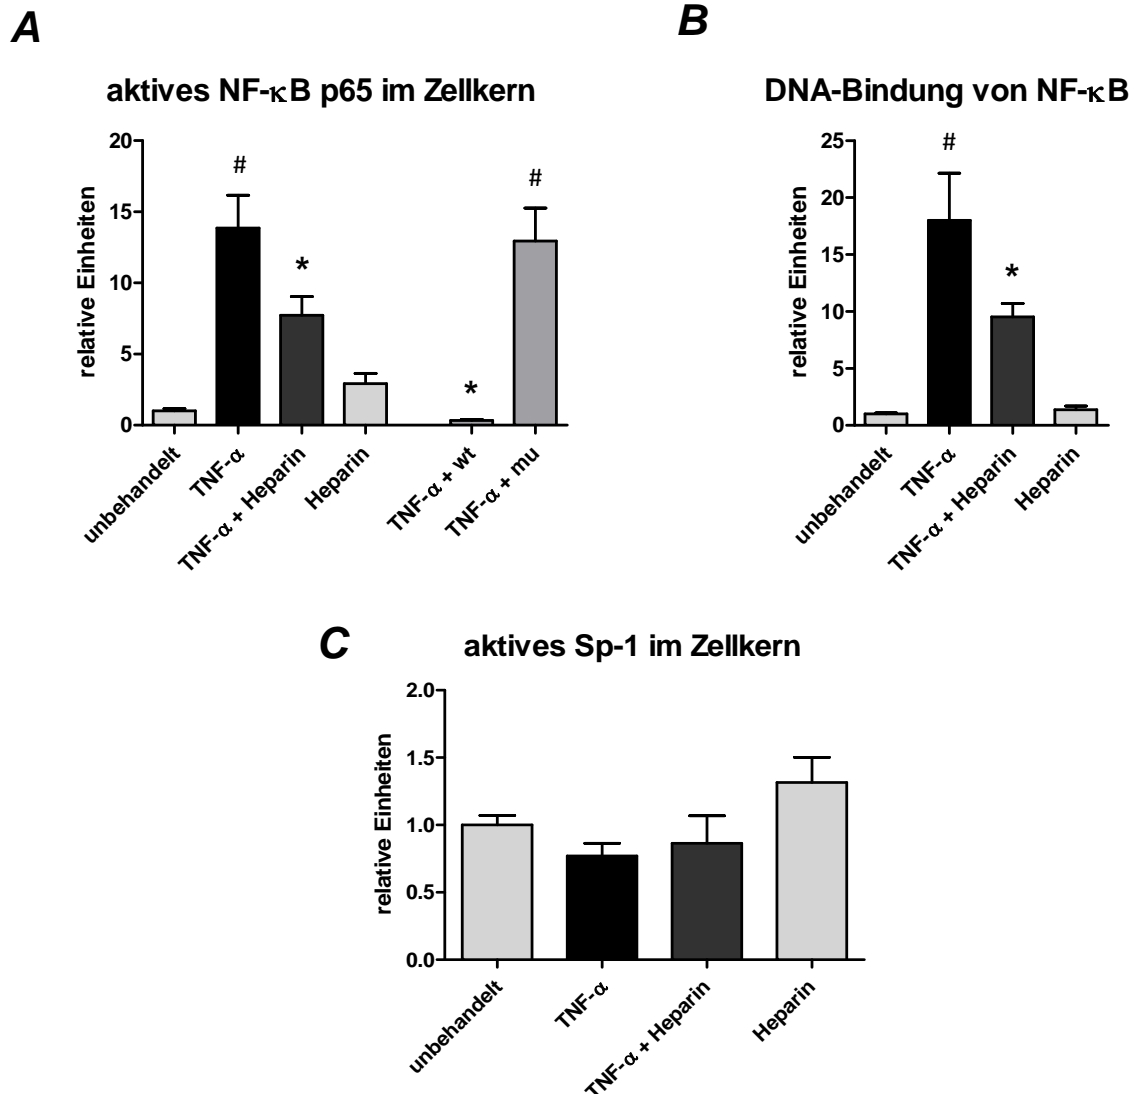 A
aktives NF-κB p65 im Zellkern
relative Einheiten
20
15
10
5
0
#
*
*
#
unbehandelt
TNF-α
TNF-α + Heparin
Heparin
TNF-α + wt
TNF-α + mu
B
DNA-Bindung von NF-κB
relative Einheiten
25
20
15
10
5
0
#
*
unbehandelt
TNF-α
TNF-α + Heparin
Heparin
C
aktives Sp-1 im Zellkern
relative Einheiten
2.0
1.5
1.0
0.5
0.0
unbehandelt
TNF-α
TNF-α + Heparin
Heparin